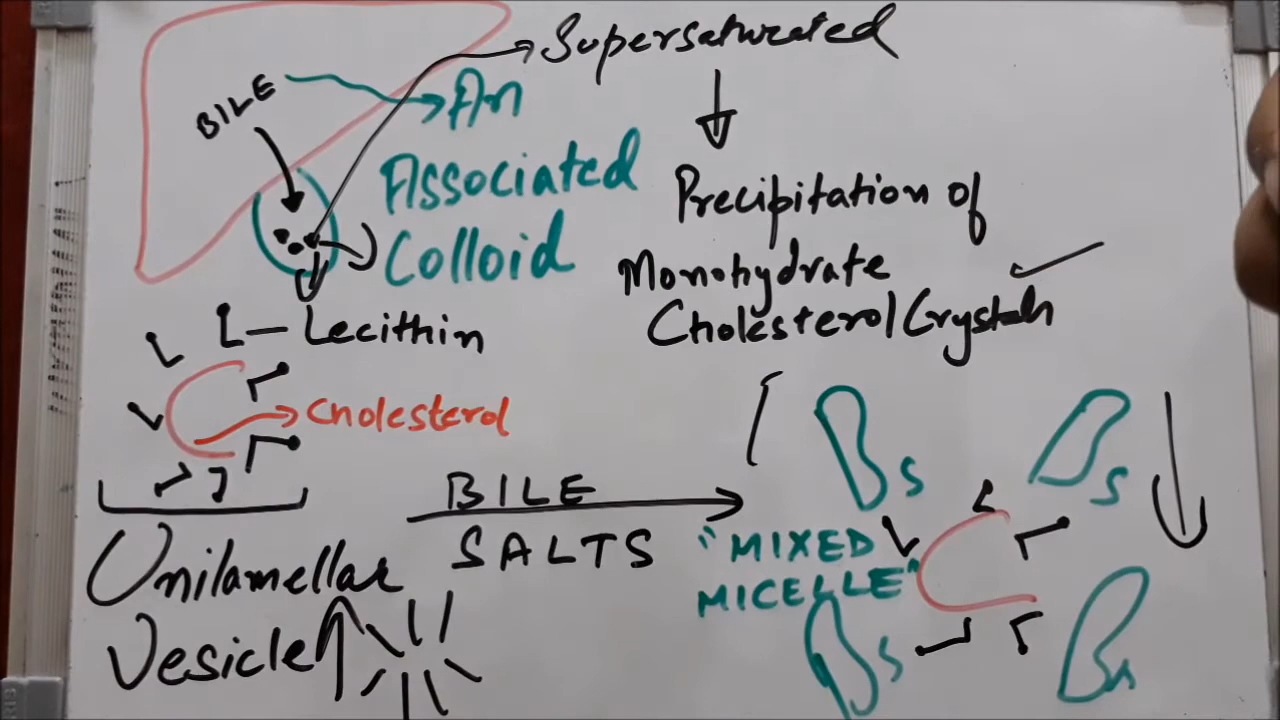 Supersaturated
BILE
An
Associated
Colloid
Precipitation of
Monohydrate
Cholesterol Crystals
L — Lecithin
Cholesterol
BILE
SALTS
Unilamellar
Vesicle
"MIXED
MICELLE"
BS
BS
BS
BS